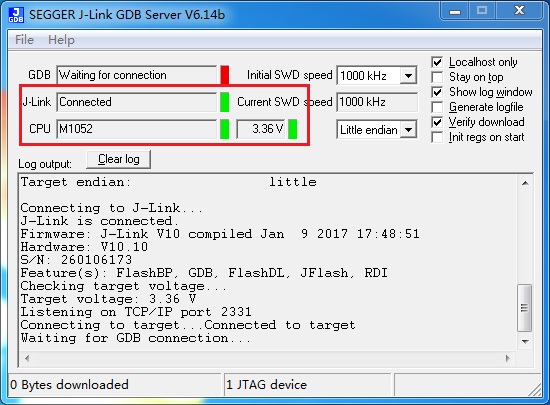 J GDB
SEGGER J-Link GDB Server V6.14b
File Help
GDB Waiting for connection Initial SWD speed 1000 kHz Localhost only
Stay on top
J-Link Connected Current SWD speed 1000 kHz Show log window
Generate logfile
CPU M1052 3.36 V Little endian Verify download
Init regs on start
Log output: Clear log
Target endian: little
Connecting to J-Link...
J-Link is connected.
Firmware: J-Link V10 compiled Jan 9 2017 17:48:51
Hardware: V10.10
S/N: 260106173
Feature(s): FlashBP, GDB, FlashDL, JFlash, RDI
Checking target voltage...
Target voltage: 3.36 V
Listening on TCP/IP port 2331
Connecting to target...Connected to target
Waiting for GDB connection...
0 Bytes downloaded 1 JTAG device